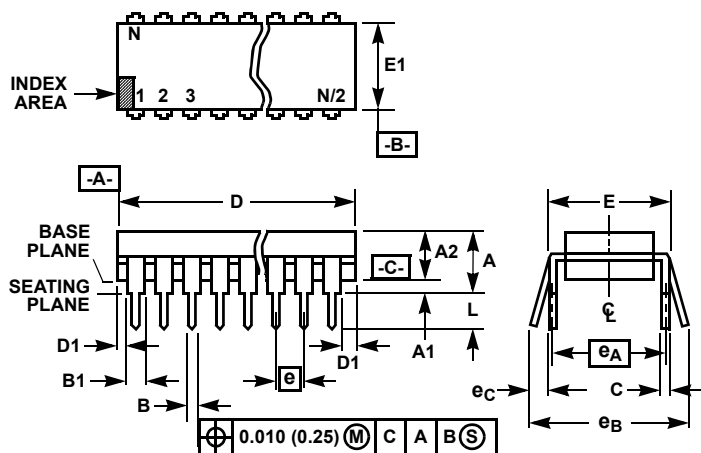 N
E1
INDEX
AREA
1 2 3 N/2
-B-
-A-
D
E
BASE
PLANE
A2
A
-C-
SEATING
PLANE
L
CL
D1
A1
D1
B1
e
eA
eC
C
B
eB
0.010 (0.25) M C A B S